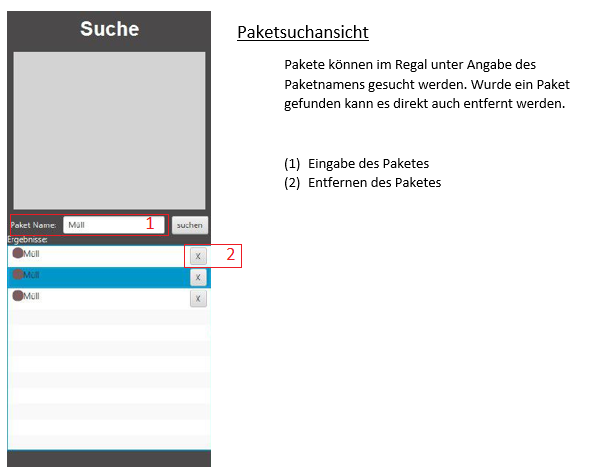 Suche
Paket Name:
Müll
1
suchen
Ergebnisse:
Müll
X
2
Müll
X
Müll
X
Paketsuchansicht
Pakete können im Regal unter Angabe des
Paketnamens gesucht werden. Wurde ein Paket
gefunden kann es direkt auch entfernt werden.
(1) Eingabe des Paketes
(2) Entfernen des Paketes